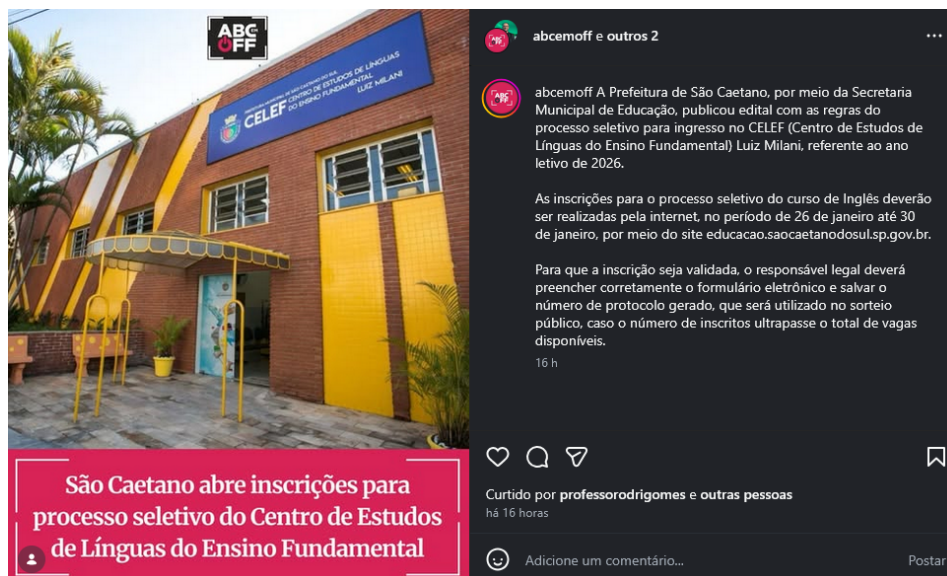 ABC
OFF
PREFEITURA MUNICIPAL DE SÃO CAETANO DO SUL
CELEF CENTRO DE ESTUDOS DE LÍNGUAS
DO ENSINO FUNDAMENTAL
LUIZ MILANI
São Caetano abre inscrições para
processo seletivo do Centro de Estudos
de Línguas do Ensino Fundamental
abcemoff e outros 2
abcemoff A Prefeitura de São Caetano, por meio da Secretaria
Municipal de Educação, publicou edital com as regras do
processo seletivo para ingresso no CELEF (Centro de Estudos de
Línguas do Ensino Fundamental) Luiz Milani, referente ao ano
letivo de 2026.
As inscrições para o processo seletivo do curso de Inglês deverão
ser realizadas pela internet, no período de 26 de janeiro até 30
de janeiro, por meio do site educacao.saocaetanodosul.sp.gov.br.
Para que a inscrição seja validada, o responsável legal deverá
preencher corretamente o formulário eletrônico e salvar o
número de protocolo gerado, que será utilizado no sorteio
público, caso o número de inscritos ultrapasse o total de vagas
disponíveis.
16 h
Curtido por professorodrigomes e outras pessoas
há 16 horas
Adicione um comentário...
Postar